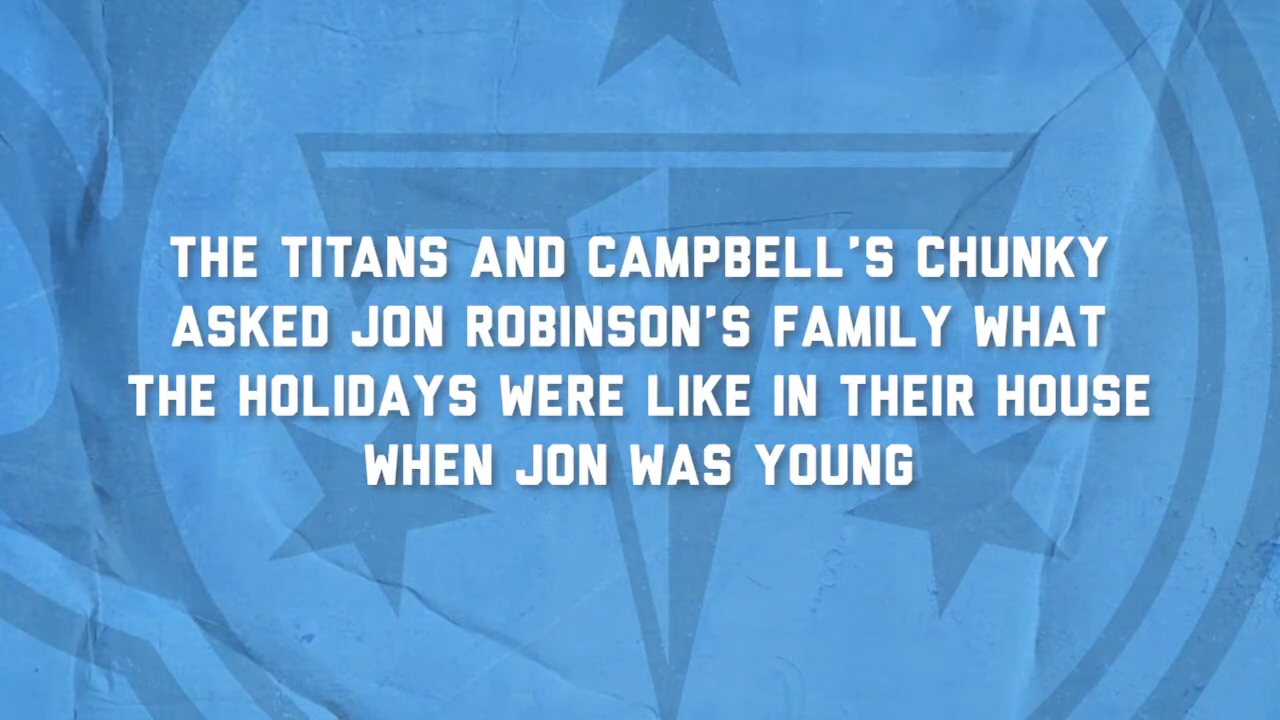 THE TITANS AND CAMPBELL'S CHUNKY
ASKED JON ROBINSON'S FAMILY WHAT
THE HOLIDAYS WERE LIKE IN THEIR HOUSE
WHEN JON WAS YOUNG